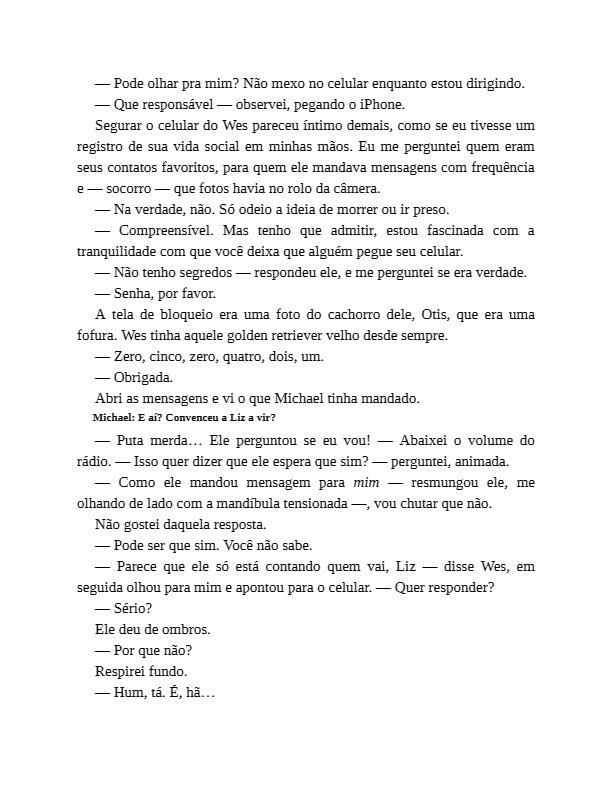 — Pode olhar pra mim? Não mexo no celular enquanto estou dirigindo.
— Que responsável — observei, pegando o iPhone.
Segurar o celular do Wes pareceu íntimo demais, como se eu tivesse um
registro de sua vida social em minhas mãos. Eu me perguntei quem eram
seus contatos favoritos, para quem ele mandava mensagens com frequência
e — socorro — que fotos havia no rolo da câmera.
— Na verdade, não. Só odeio a ideia de morrer ou ir preso.
— Compreensível. Mas tenho que admitir, estou fascinada com a
tranquilidade com que você deixa que alguém pegue seu celular.
— Não tenho segredos — respondeu ele, e me perguntei se era verdade.
— Senha, por favor.
A tela de bloqueio era uma foto do cachorro dele, Otis, que era uma
fofura. Wes tinha aquele golden retriever velho desde sempre.
— Zero, cinco, zero, quatro, dois, um.
— Obrigada.
Abri as mensagens e vi o que Michael tinha mandado.
Michael: E aí? Convenceu a Liz a vir?
— Puta merda… Ele perguntou se eu vou! — Abaixei o volume do
rádio. — Isso quer dizer que ele espera que sim? — perguntei, animada.
— Como ele mandou mensagem para mim — resmungou ele, me
olhando de lado com a mandíbula tensionada —, vou chutar que não.
Não gostei daquela resposta.
— Pode ser que sim. Você não sabe.
— Parece que ele só está contando quem vai, Liz — disse Wes, em
seguida olhou para mim e apontou para o celular. — Quer responder?
— Sério?
Ele deu de ombros.
— Por que não?
Respirei fundo.
— Hum, tá. É, hã…